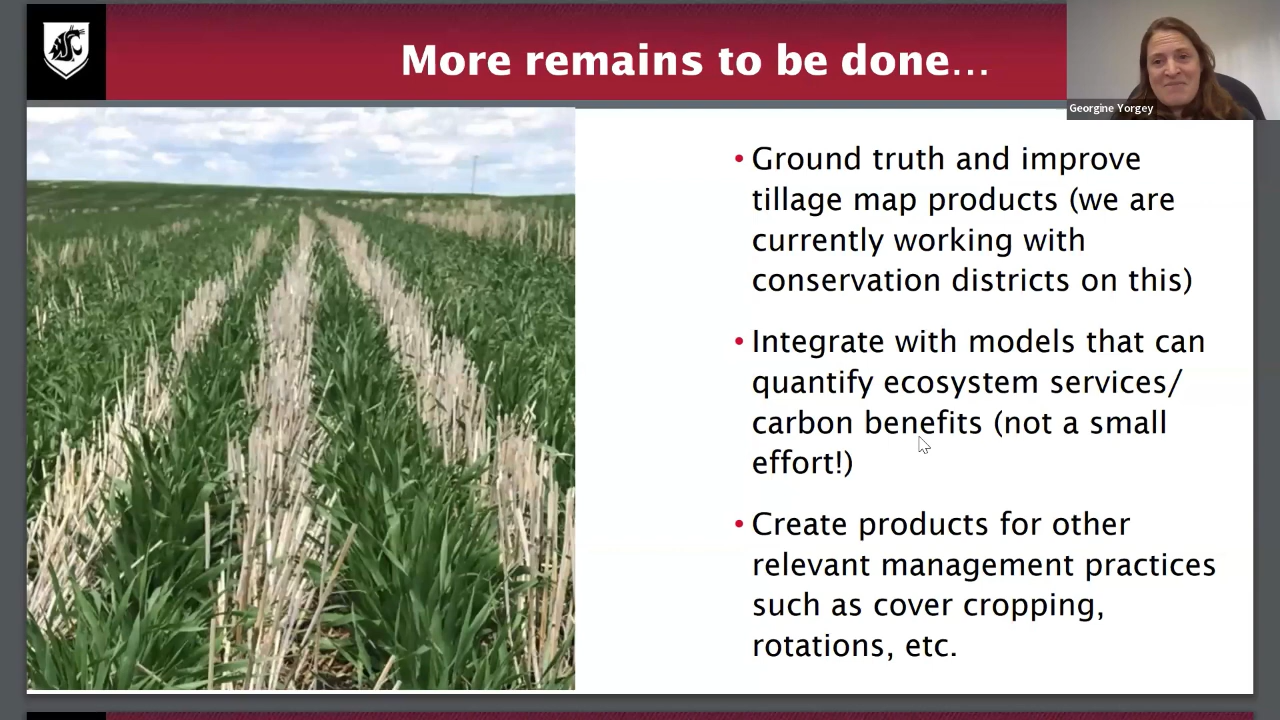 More remains to be done...
Georgine Yorgey
• Ground truth and improve
tillage map products (we are
currently working with
conservation districts on this)
• Integrate with models that can
quantify ecosystem services/
carbon benefits (not a small
effort!)
• Create products for other
relevant management practices
such as cover cropping,
rotations, etc.